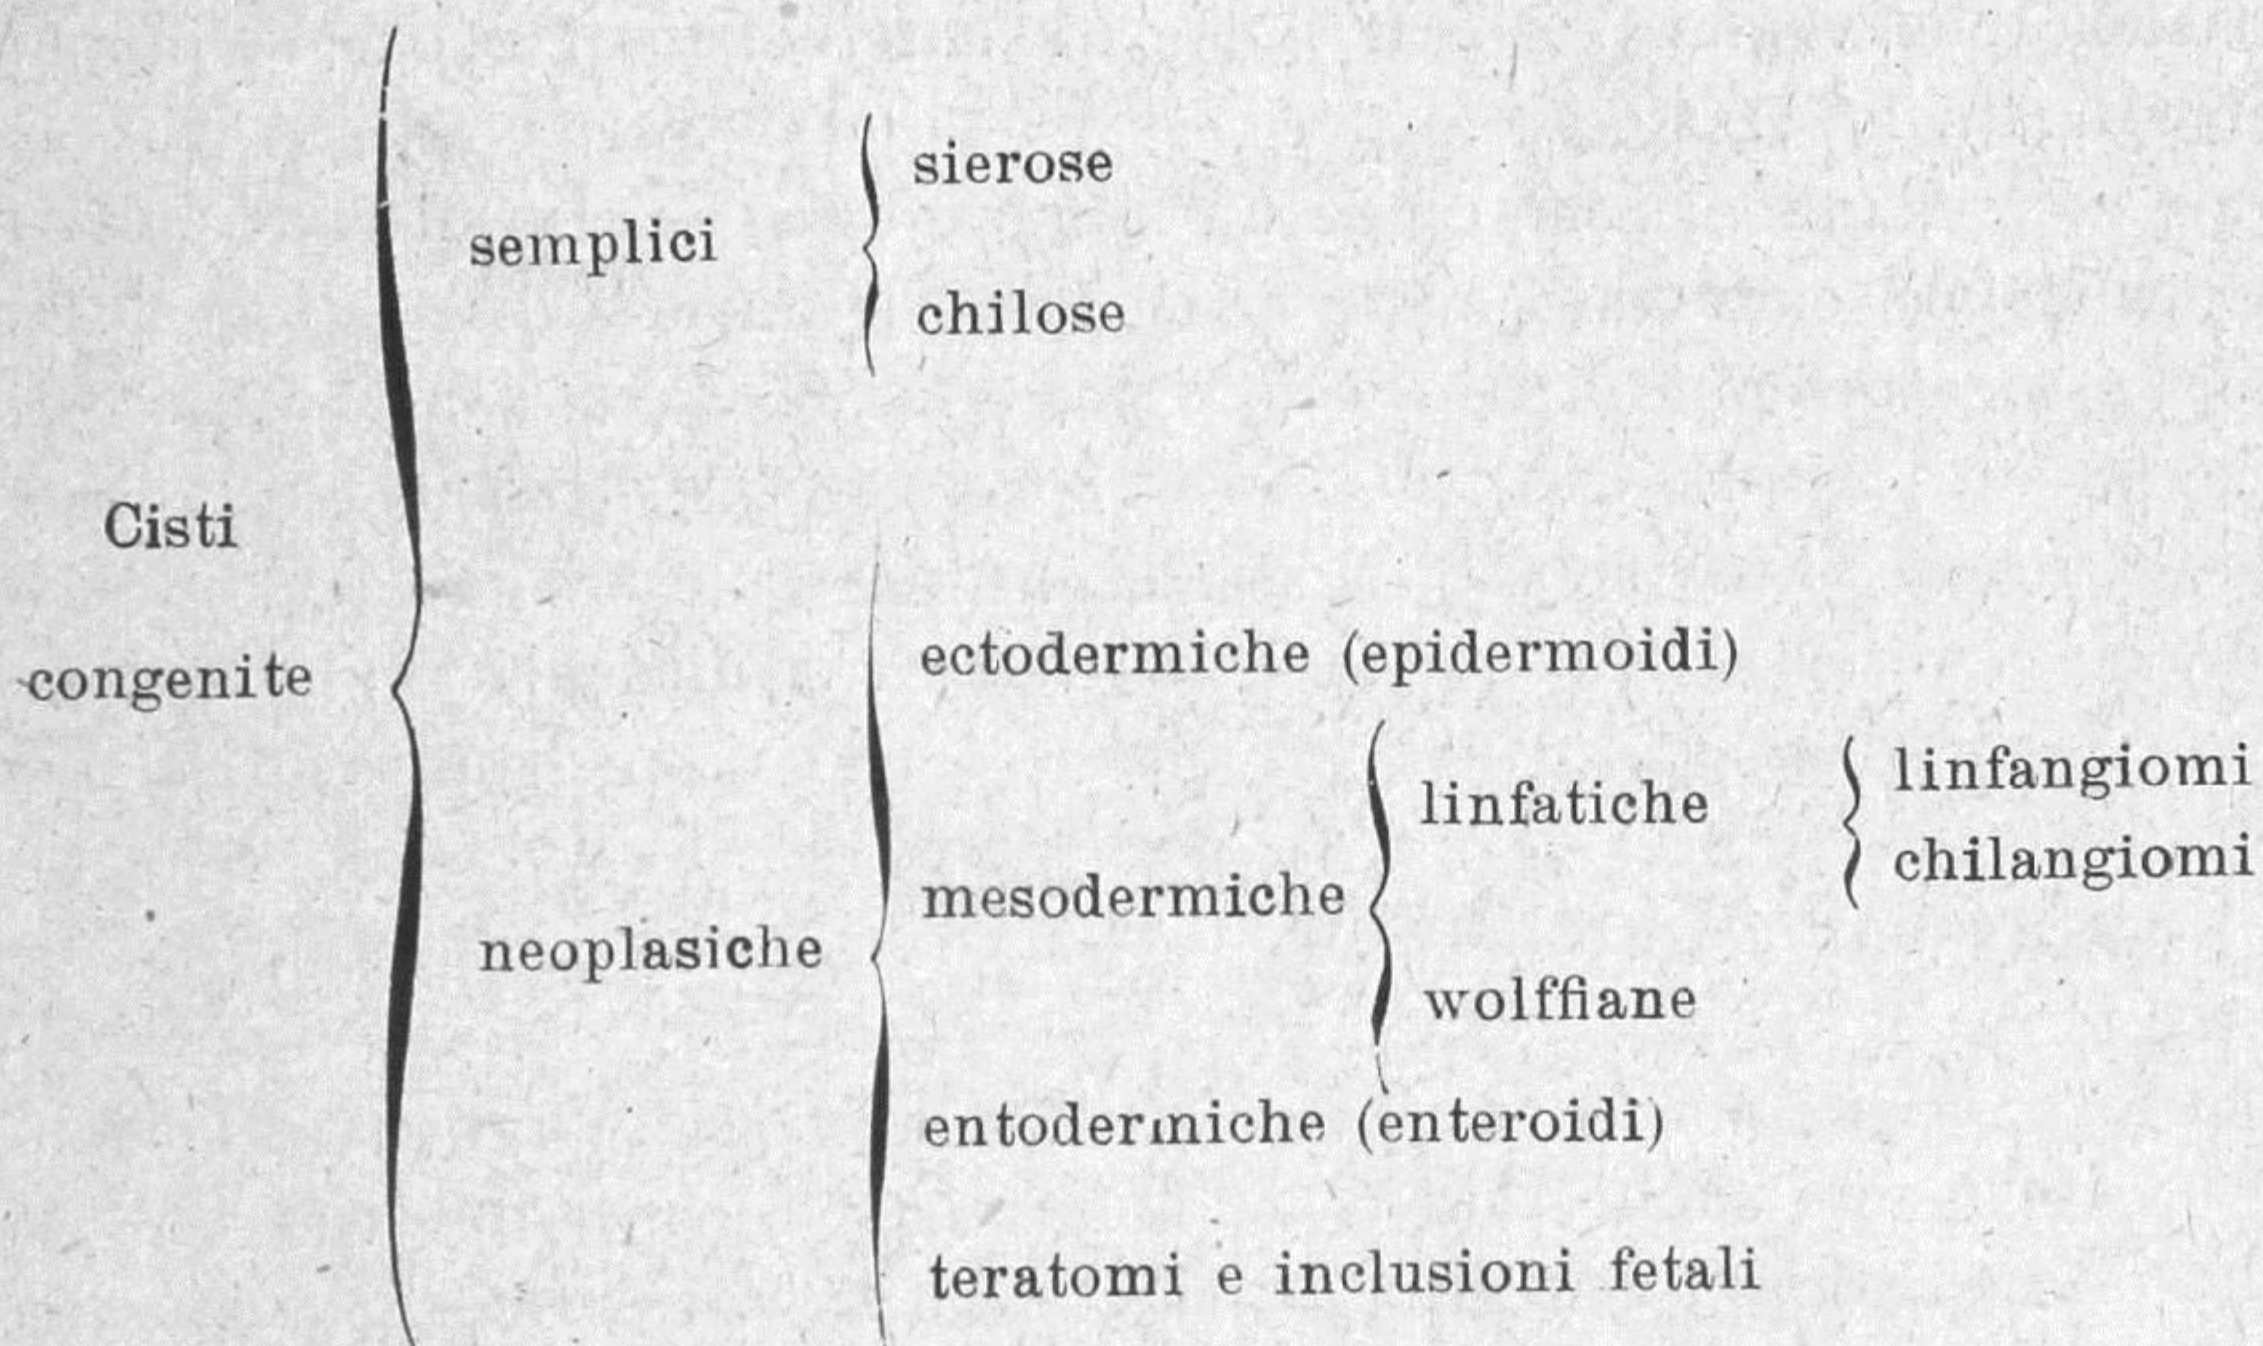 Cisti
congenite
semplici
sierose
chilose
neoplasiche
ectodermiche (epidermoidi)
mesodermiche
linfatiche
linfangiomi
chilangiomi
wolffiane
entodermiche (enteroidi)
teratomi e inclusioni fetali